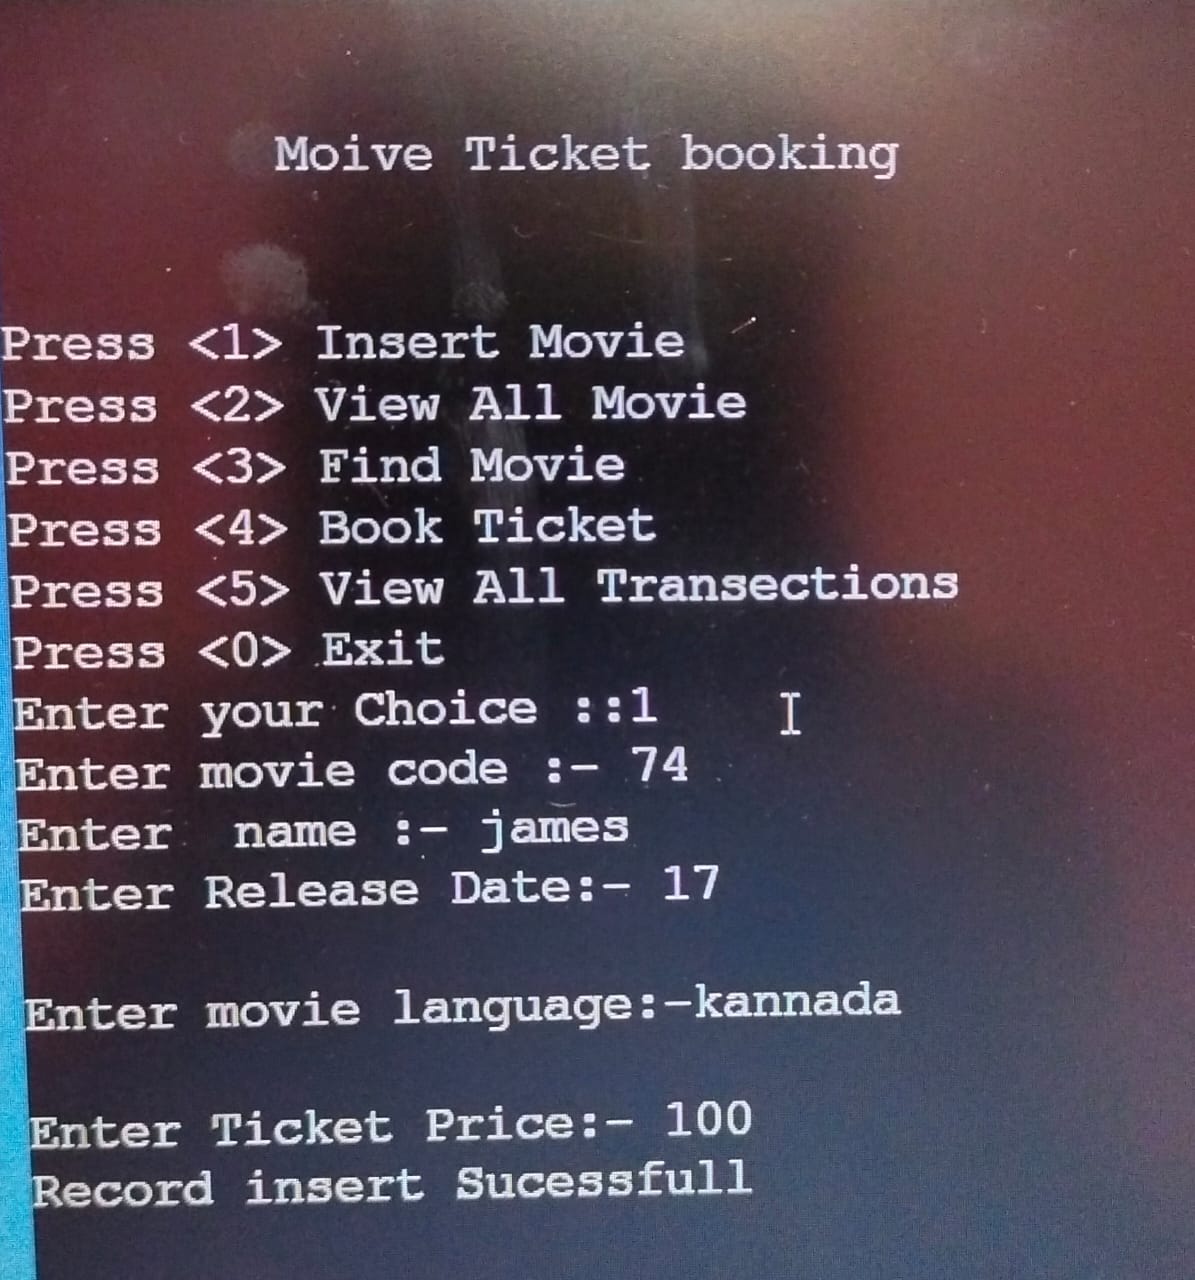 Moive Ticket booking
Press <1> Insert Movie
Press <2> View All Movie
Press <3> Find Movie
Press <4> Book Ticket
Press <5> View All Transections
Press <0> Exit
Enter your Choice ::1
Enter movie code :- 74
Enter  name :- james
Enter Release Date:- 17
Enter movie language:-kannada
Enter Ticket Price:- 100
Record insert Sucessfull